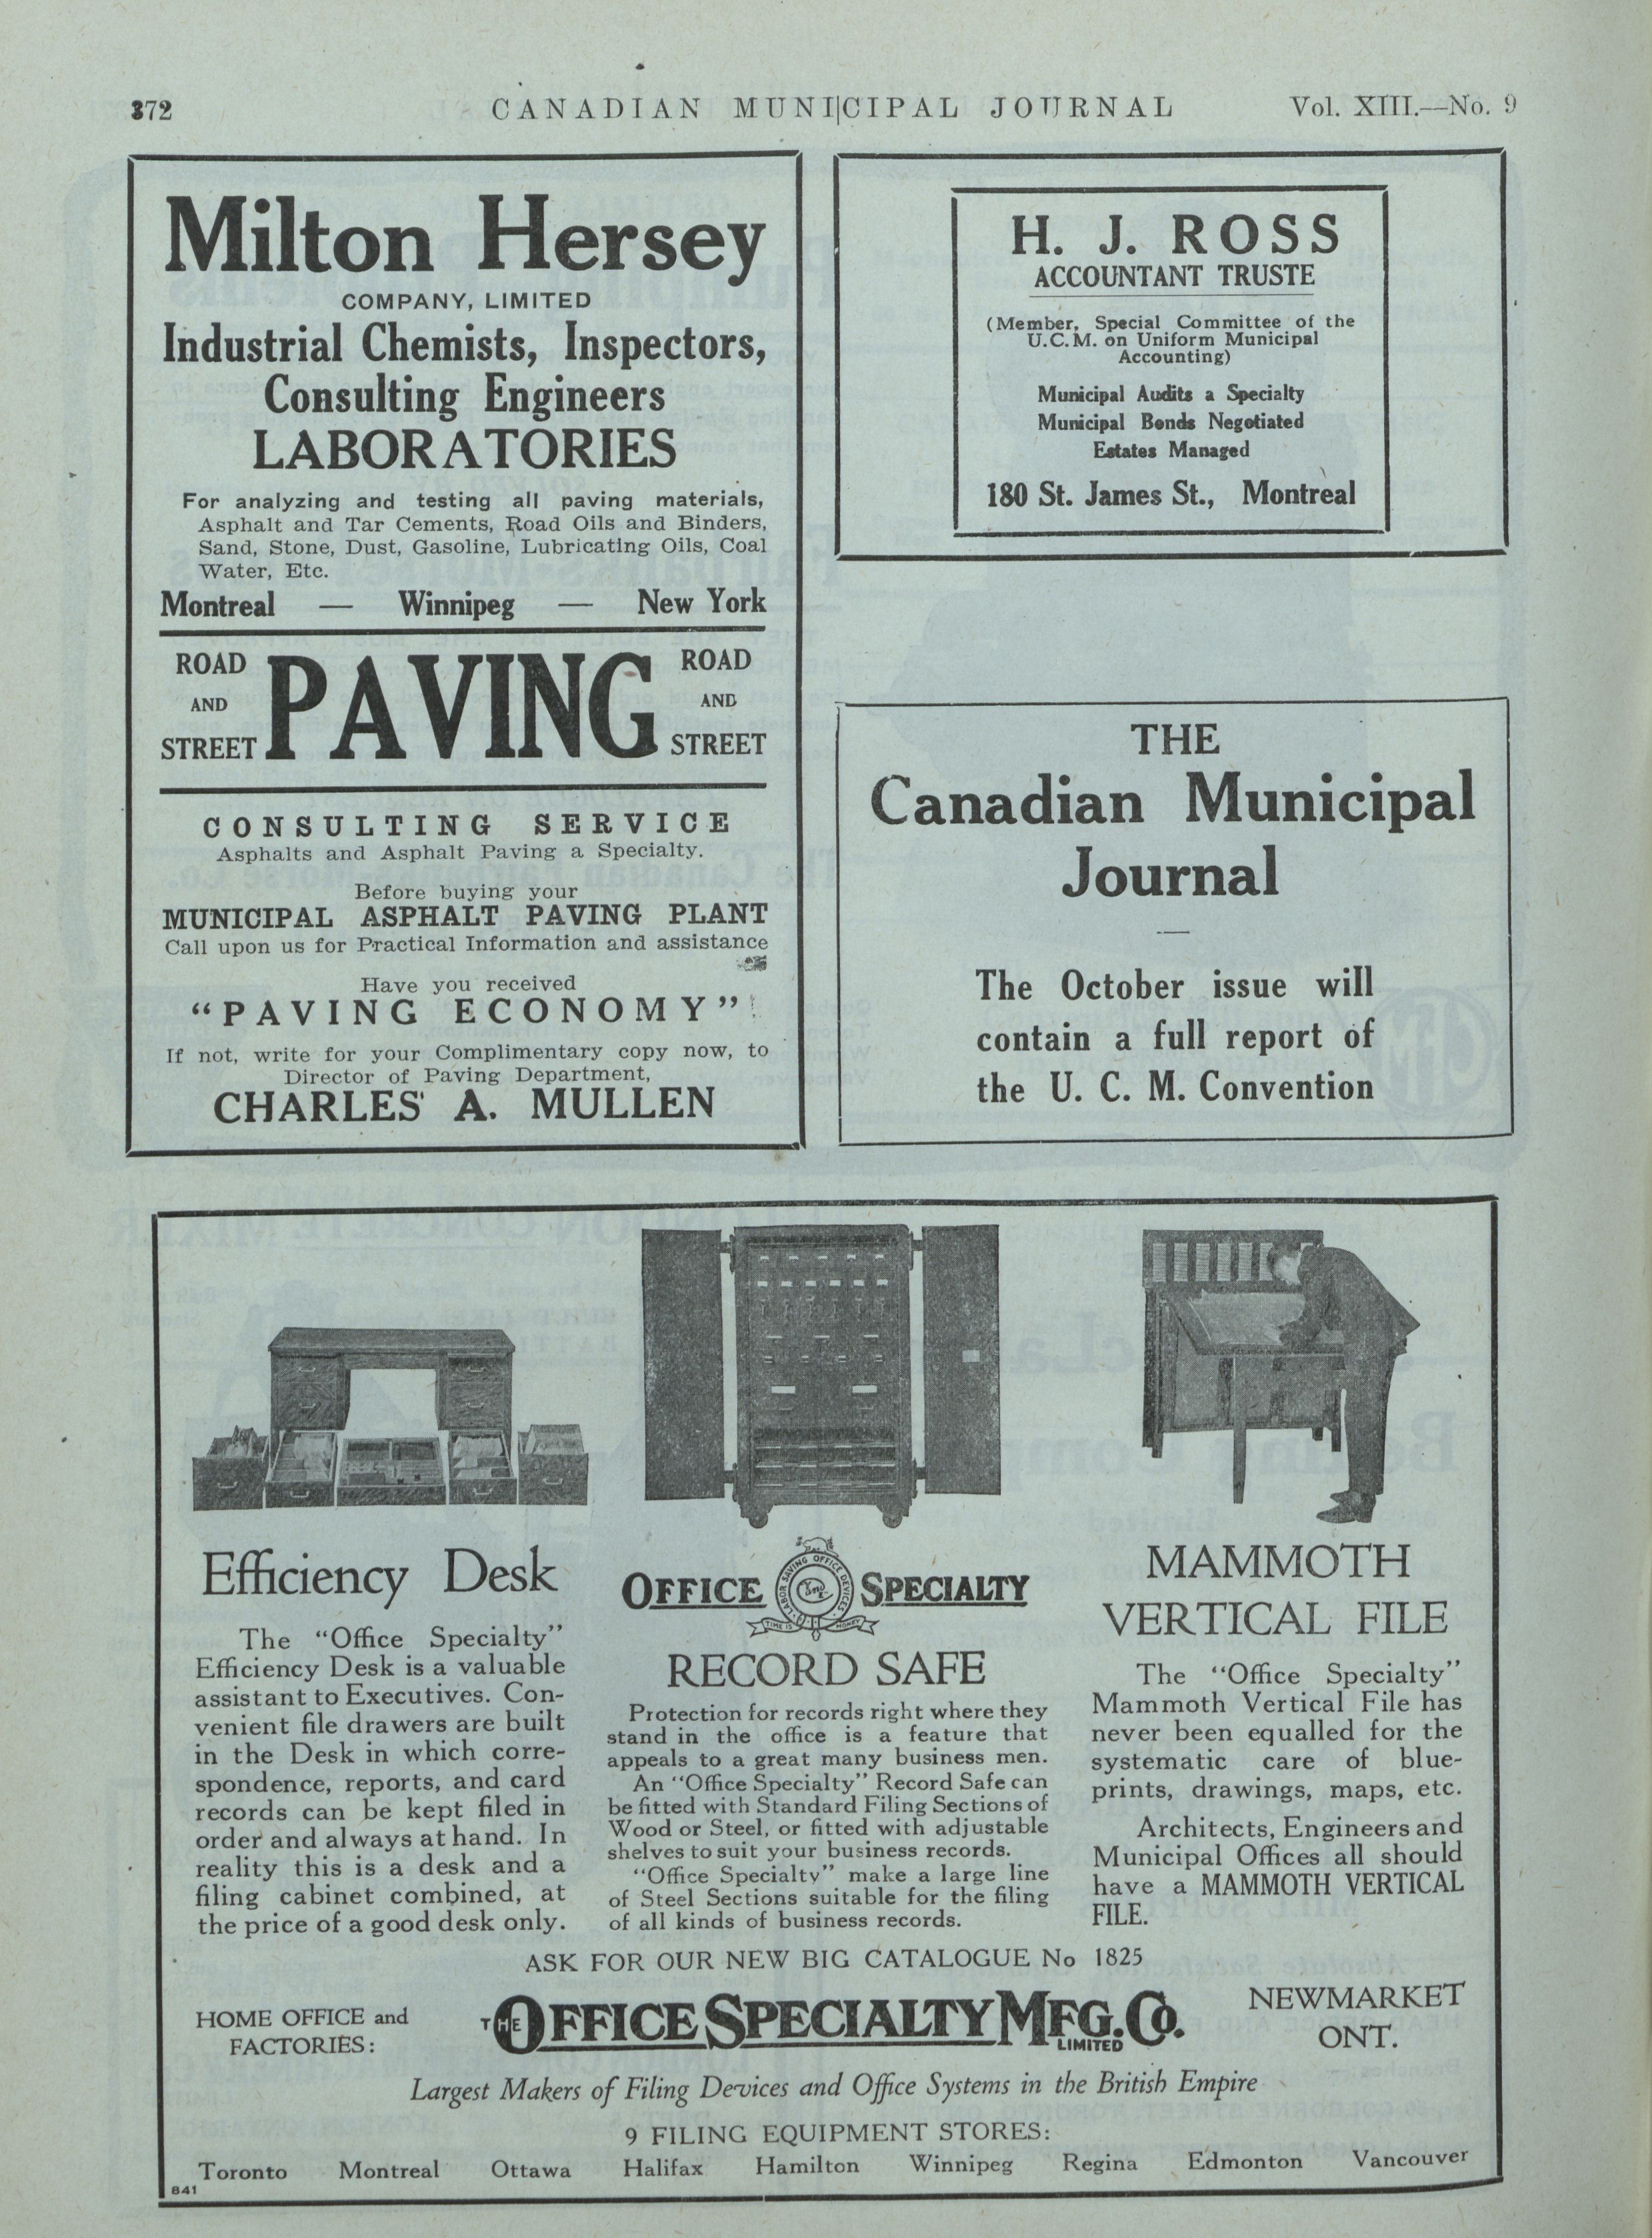 372
CANADIAN MUNICIPAL JOURNAL
Vol. XIII.—No. 9
Milton Hersey
COMPANY, LIMITED
Industrial Chemists, Inspectors,
Consulting Engineers
LABORATORIES
For analyzing and testing all paving materials,
Asphalt and Tar Cements, Road Oils and Binders,
Sand, Stone, Dust, Gasoline, Lubricating Oils, Coal
Water, Etc.
Montreal — Winnipeg — New York
ROAD
AND
STREET
PAVING
ROAD
AND
STREET
CONSULTING SERVICE
Asphalts and Asphalt Paving a Specialty.
Before buying your
MUNICIPAL ASPHALT PAVING PLANT
Call upon us for Practical Information and assistance
Have you received
"PAVING ECONOMY"!
If not, write for your Complimentary copy now, to
Director of Paving Department,
CHARLES A. MULLEN
H. J. ROSS
ACCOUNTANT TRUSTE
(Member, Special Committee of the
U.C.M. on Uniform Municipal
Accounting)
Municipal Audits a Specialty
Municipal Bonds Negotiated
Estates Managed
180 St. James St., Montreal
THE
Canadian Municipal
Journal
The October issue will
contain a full report of
the U. C. M. Convention
Efficiency Desk
The "Office Specialty"
Efficiency Desk is a valuable
assistant to Executives. Con-
venient file drawers are built
in the Desk in which corre-
spondence, reports, and card
records can be kept filed in
order and always at hand. In
reality this is a desk and a
filing cabinet combined, at
the price of a good desk only.
OFFICE SPECIALTY
LABOR SAVING OFFICE DEVICES
TIME IS MONEY
RECORD SAFE
Protection for records right where they
stand in the office is a feature that
appeals to a great many business men.
An "Office Specialty" Record Safe can
be fitted with Standard Filing Sections of
Wood or Steel, or fitted with adjustable
shelves to suit your business records.
"Office Specialty" make a large line
of Steel Sections suitable for the filing
of all kinds of business records.
MAMMOTH
VERTICAL FILE
The "Office Specialty"
Mammoth Vertical File has
never been equalled for the
systematic care of blue-
prints, drawings, maps, etc.
Architects, Engineers and
Municipal Offices all should
have a MAMMOTH VERTICAL
FILE.
ASK FOR OUR NEW BIG CATALOGUE No 1825
HOME OFFICE and
FACTORIES:
THE OFFICE SPECIALTY MFG. CO.
LIMITED
NEWMARKET
ONT.
Largest Makers of Filing Devices and Office Systems in the British Empire
9 FILING EQUIPMENT STORES:
Toronto Montreal Ottawa Halifax Hamilton Winnipeg Regina Edmonton Vancouver
841